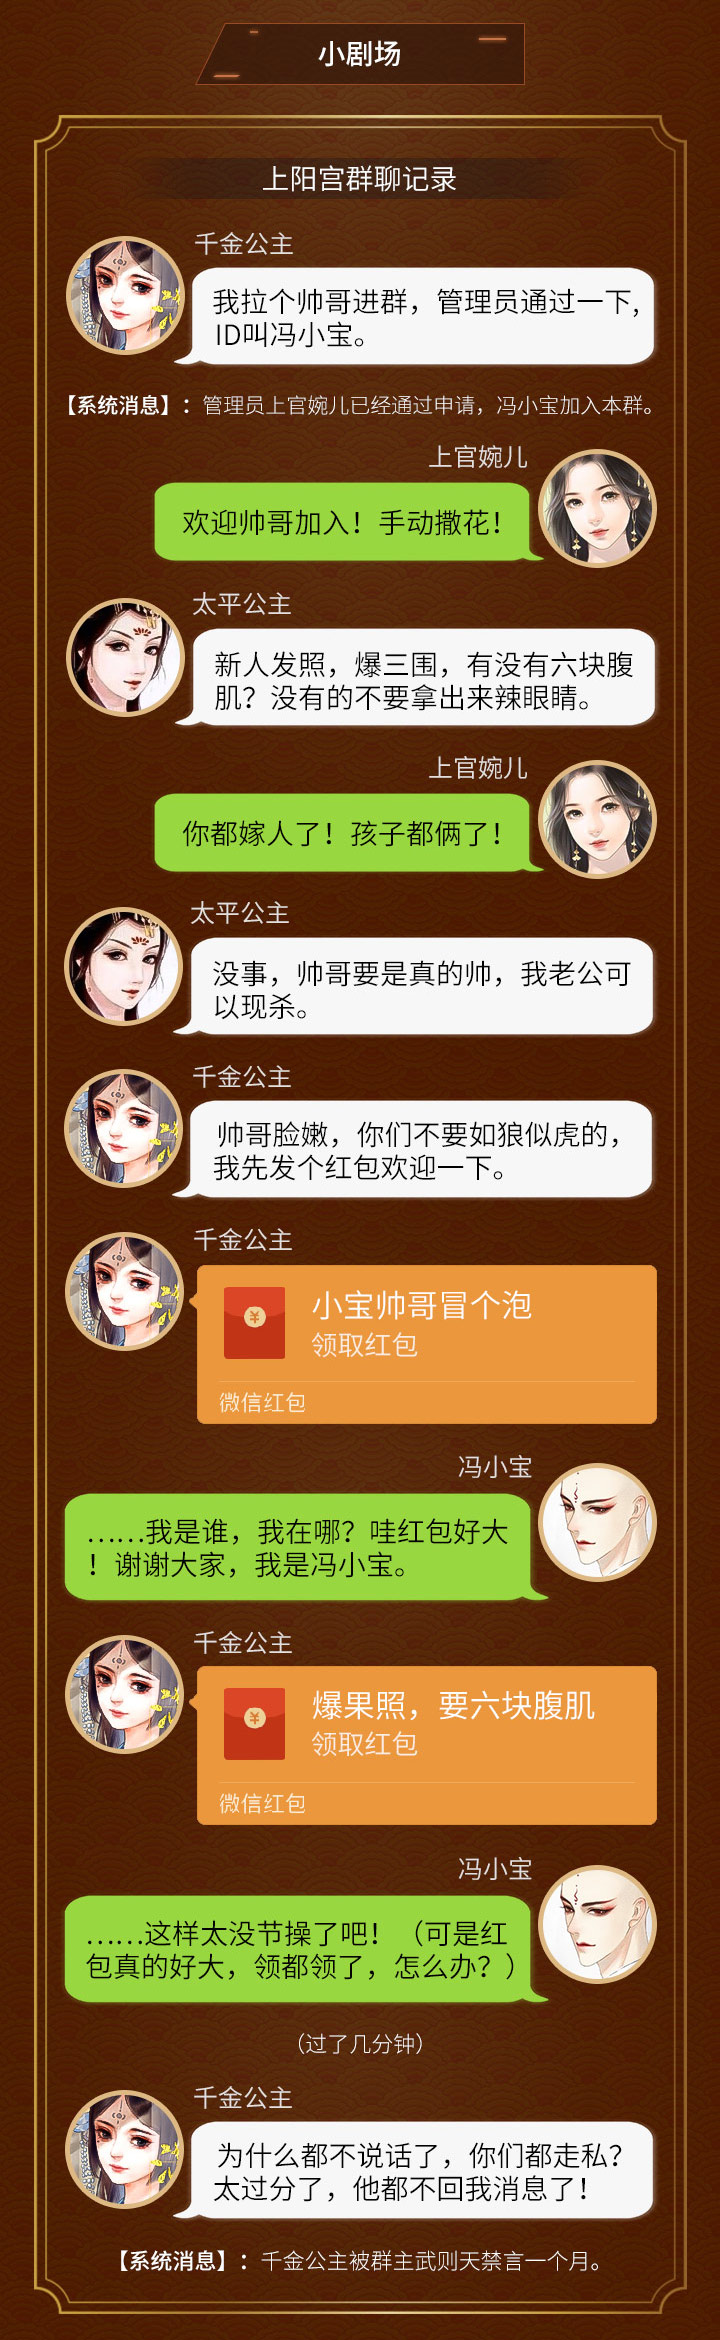 小剧场
上阳宫群聊记录
千金公主
我拉个帅哥进群，管理员通过一下,
ID叫冯小宝。
【系统消息】：管理员上官婉儿已经通过申请，冯小宝加入本群。
上官婉儿
欢迎帅哥加入！手动撒花！
太平公主
新人发照，爆三围，有没有六块腹
肌？没有的不要拿出来辣眼睛。
上官婉儿
你都嫁人了！孩子都俩了！
太平公主
没事，帅哥要是真的帅，我老公可
以现杀。
千金公主
帅哥脸嫩，你们不要如狼似虎的，
我先发个红包欢迎一下。
千金公主
小宝帅哥冒个泡
领取红包
微信红包
冯小宝
……我是谁，我在哪？哇红包好大
！谢谢大家，我是冯小宝。
千金公主
爆果照，要六块腹肌
领取红包
微信红包
冯小宝
……这样太没节操了吧！（可是红
包真的好大，领都领了，怎么办？）
（过了几分钟）
千金公主
为什么都不说话了，你们都走私？
太过分了，他都不回我消息了！
【系统消息】：千金公主被群主武则天禁言一个月。